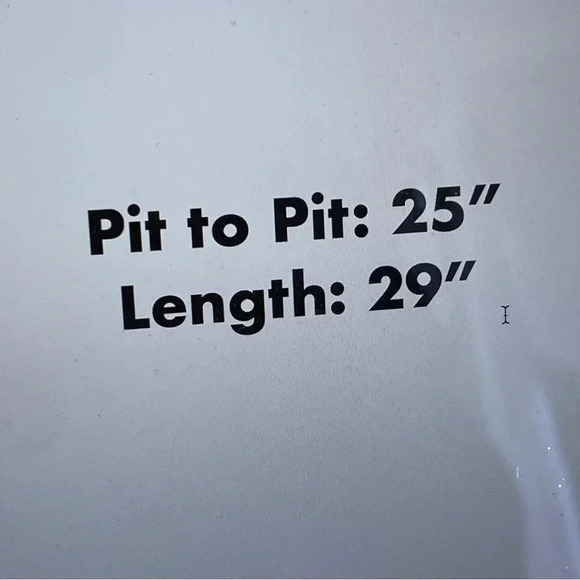 Pit to Pit: 25"
Length: 29"